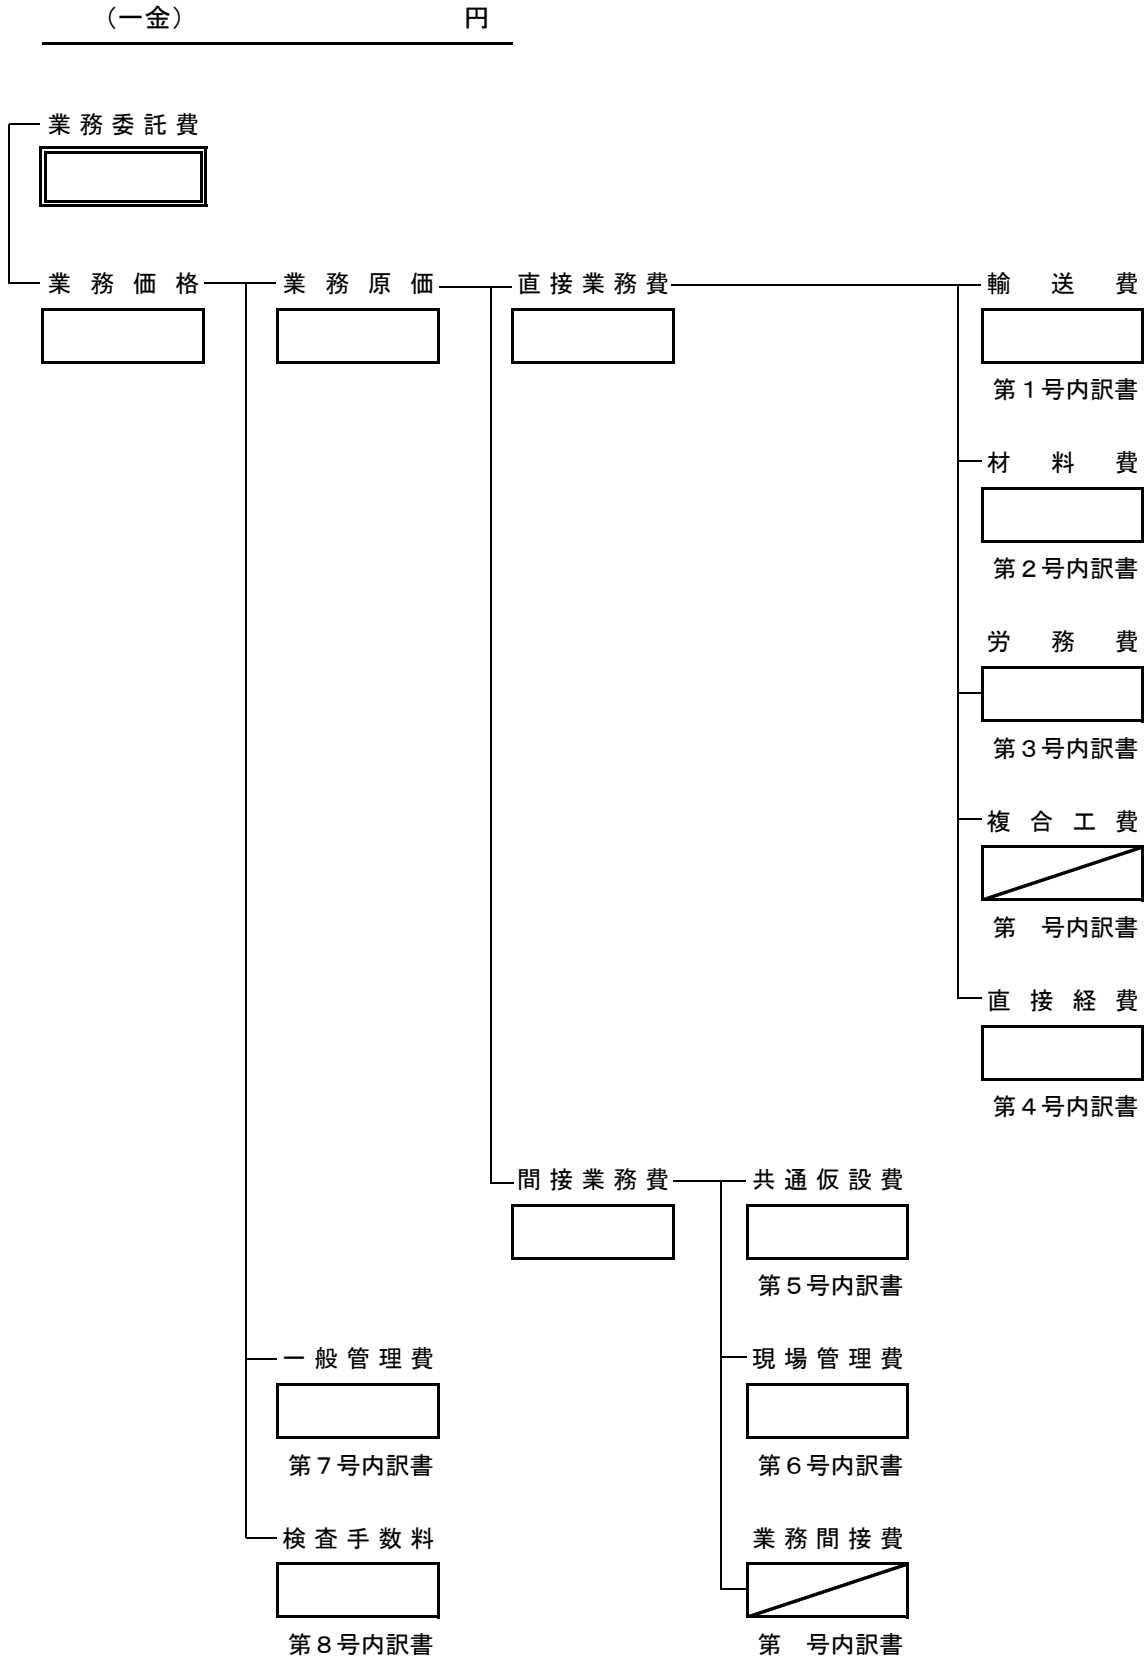 （一金） 円
業務委託費
業務価格 業務原価 直接業務費 輸送費
第１号内訳書
材料費
第２号内訳書
労務費
第３号内訳書
複合工費
第 号内訳書
直接経費
第４号内訳書
間接業務費 共通仮設費
第５号内訳書
一般管理費 現場管理費
第７号内訳書 第６号内訳書
検査手数料 業務間接費
第８号内訳書 第 号内訳書